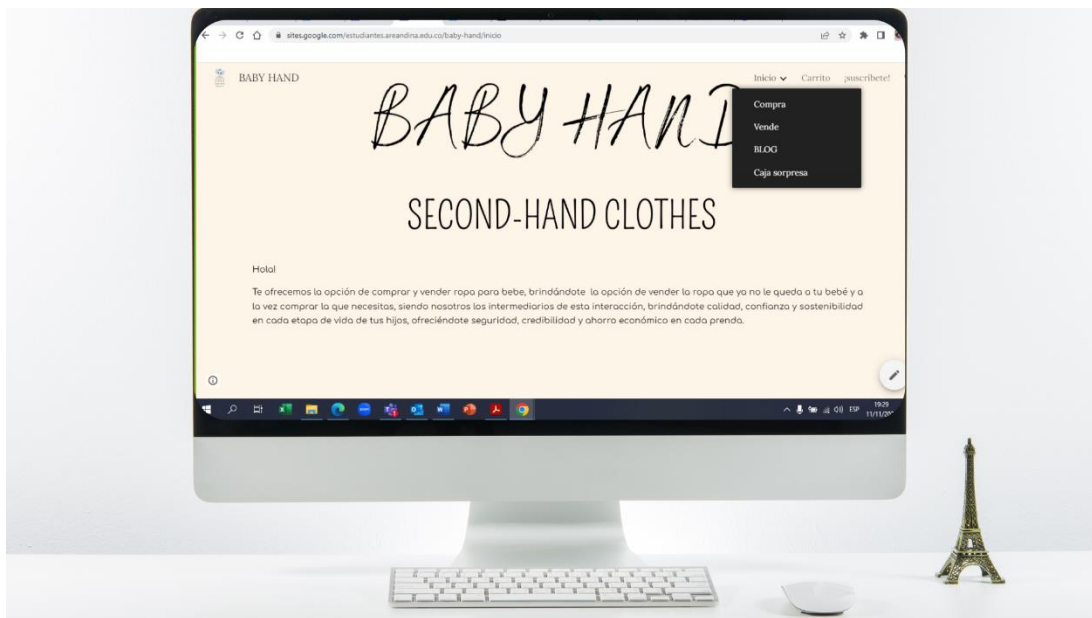 sites.google.com/estudiantes.areandina.edu.co/baby-hand/inicio
BABY HAND
Inicio
Carrito
¡suscríbete!
BABY HAND
Compra
Vende
BLOG
Caja sorpresa
SECOND-HAND CLOTHES
Hola!
Te ofrecemos la opción de comprar y vender ropa para bebe, brindándote la opción de vender la ropa que ya no le queda a tu bebé y a
la vez comprar la que necesitas, siendo nosotros los intermediarios de esta interacción, brindándote calidad, confianza y sostenibilidad
en cada etapa de vida de tus hijos, ofreciéndote seguridad, credibilidad y ahorro económico en cada prenda.
ESP
19:29